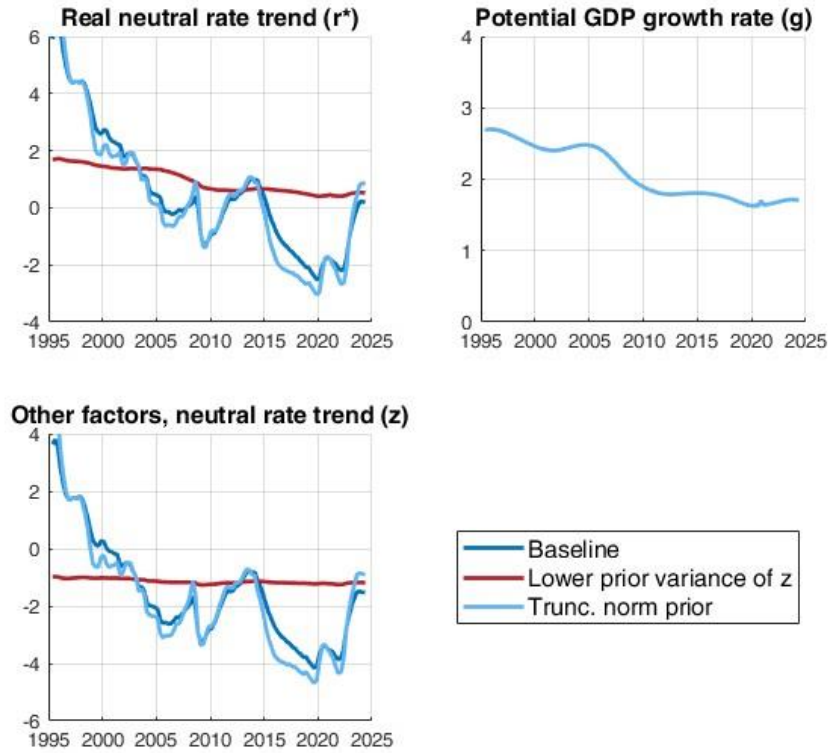 Real neutral rate trend (r*)
6
4
2
0
-2
-4
1995 2000 2005 2010 2015 2020 2025
Potential GDP growth rate (g)
4
3
2
1
0
1995 2000 2005 2010 2015 2020 2025
Other factors, neutral rate trend (z)
4
2
0
-2
-4
-6
1995 2000 2005 2010 2015 2020 2025
Baseline
Lower prior variance of z
Trunc. norm prior